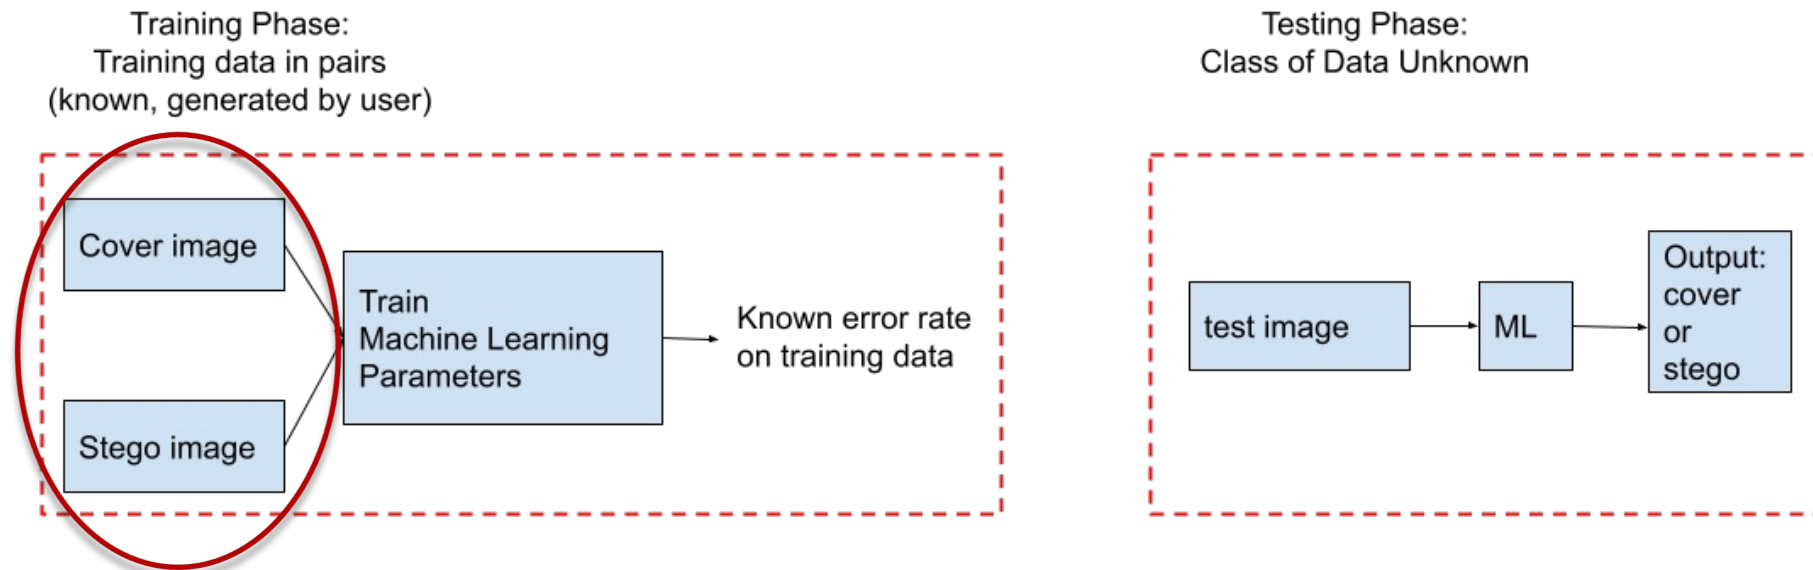 Training Phase:
Training data in pairs
(known, generated by user)
Cover image
Stego image
Train
Machine Learning
Parameters
Known error rate
on training data
Testing Phase:
Class of Data Unknown
test image
ML
Output:
cover
or
stego